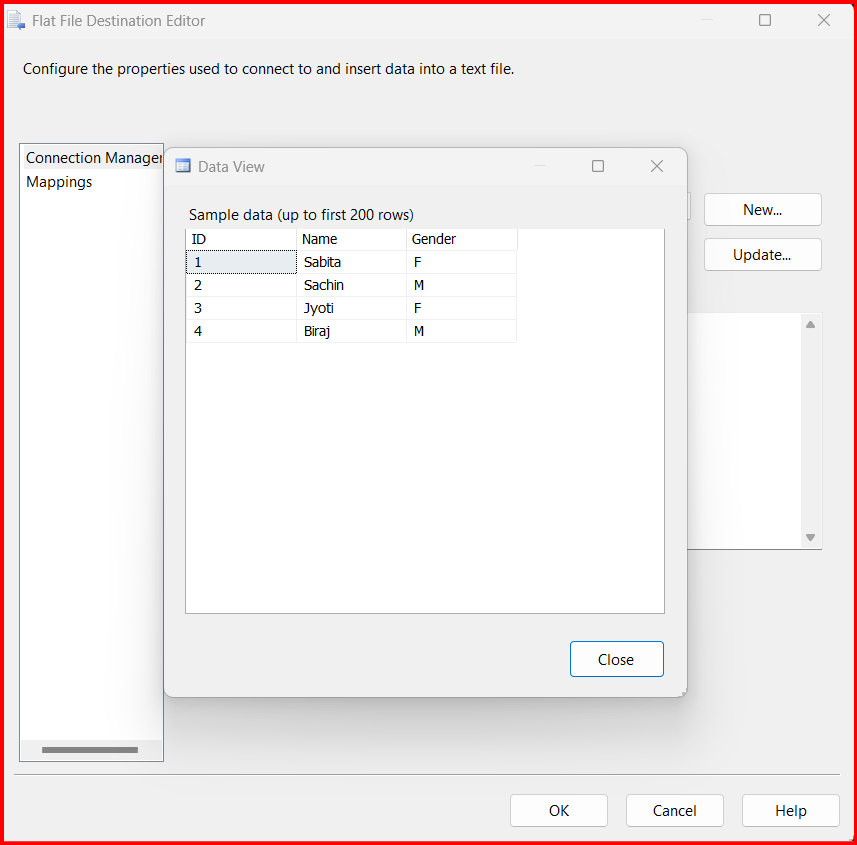 Flat File Destination Editor
Configure the properties used to connect to and insert data into a text file.
Connection Manager
Mappings
Data View
Sample data (up to first 200 rows)
ID Name Gender
1 Sabita F
2 Sachin M
3 Jyoti F
4 Biraj M
Close
New...
Update...
OK Cancel Help